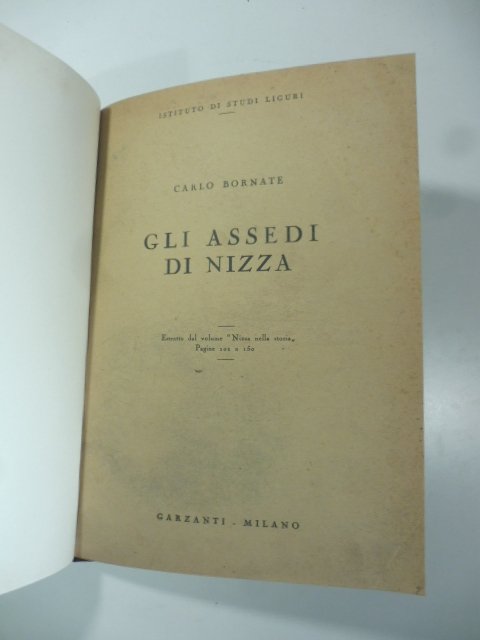 ISTITUTO DI STUDI LIGURI
CARLO BORNATE
GLI ASSEDI
DI NIZZA
Estratto dal volume "Nizza nella storia„
Pagine 101 a 150
GARZANTI - MILANO